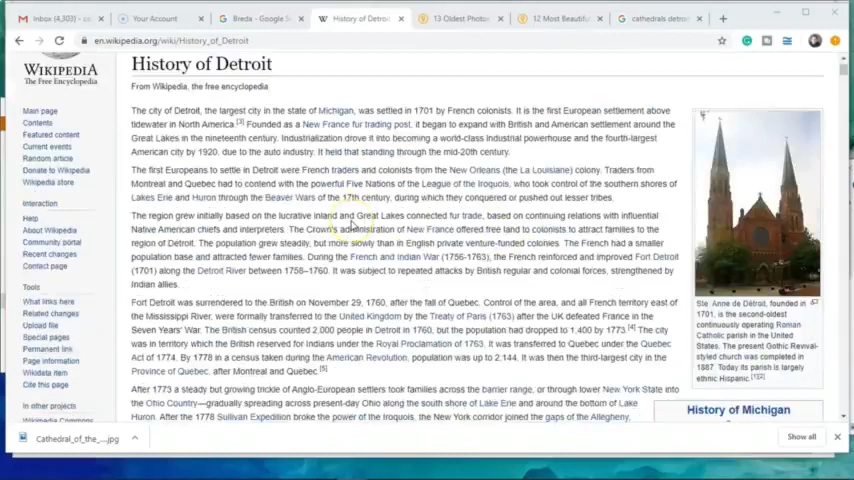 Inbox (4,303) - c
Your Account
Breda - Google S
History of Detroi
13 Oldest Photo
12 Most Beautifu
cathedrals detroi
en.wikipedia.org/wiki/History_of_Detroit
WIKIPEDIA
The Free Encyclopedia
Main page
Contents
Featured content
Current events
Random article
Donate to Wikipedia
Wikipedia store
Interaction
Help
About Wikipedia
Community portal
Recent changes
Contact page
Tools
What links here
Related changes
Upload file
Special pages
Permanent link
Page information
Wikidata item
Cite this page
In other projects
Wikimedia Commons
History of Detroit
From Wikipedia, the free encyclopedia
The city of Detroit, the largest city in the state of Michigan, was settled in 1701 by French colonists. It is the first European settlement above
tidewater in North America.[3] Founded as a New France fur trading post, it began to expand with British and American settlement around the
Great Lakes in the nineteenth century. Industrialization drove it into becoming a world-class industrial powerhouse and the fourth-largest
American city by 1920, due to the auto industry. It held that standing through the mid-20th century.
The first Europeans to settle in Detroit were French traders and colonists from the New Orleans (the La Louisiane) colony. Traders from
Montreal and Quebec had to contend with the powerful Five Nations of the League of the Iroquois, who took control of the southern shores of
Lakes Erie and Huron through the Beaver Wars of the 17th century, during which they conquered or pushed out lesser tribes.
The region grew initially based on the lucrative inland and Great Lakes connected fur trade, based on continuing relations with influential
Native American chiefs and interpreters. The Crown's administration of New France offered free land to colonists to attract families to the
region of Detroit. The population grew steadily, but more slowly than in English private venture-funded colonies. The French had a smaller
population base and attracted fewer families. During the French and Indian War (1756-1763), the French reinforced and improved Fort Detroit
(1701) along the Detroit River between 1758–1760. It was subject to repeated attacks by British regular and colonial forces, strengthened by
Indian allies.
Fort Detroit was surrendered to the British on November 29, 1760, after the fall of Quebec. Control of the area, and all French territory east of
the Mississippi River, were formally transferred to the United Kingdom by the Treaty of Paris (1763) after the UK defeated France in the
Seven Years' War. The British census counted 2,000 people in Detroit in 1760, but the population had dropped to 1,400 by 1773.[4] The city
was in territory which the British reserved for Indians under the Royal Proclamation of 1763. It was transferred to Quebec under the Quebec
Act of 1774. By 1778 in a census taken during the American Revolution, population was up to 2,144. It was then the third-largest city in the
Province of Quebec, after Montreal and Quebec.[5]
After 1773 a steady but growing trickle of Anglo-European settlers took families across the barrier range, or through lower New York State into
the Ohio Country—gradually spreading across present-day Ohio along the south shore of Lake Erie and around the bottom of Lake
Huron. After the 1778 Sullivan Expedition broke the power of the Iroquois, the New York corridor joined the gaps of the Allegheny,
Ste. Anne de Détroit, founded in
1701, is the second-oldest
continuously operating Roman
Catholic parish in the United
States. The present Gothic Revival-
styled church was completed in
1887. Today its parish is largely
ethnic Hispanic.[1][2]
History of Michigan
Cathedral_of_the_....jpg
Show all